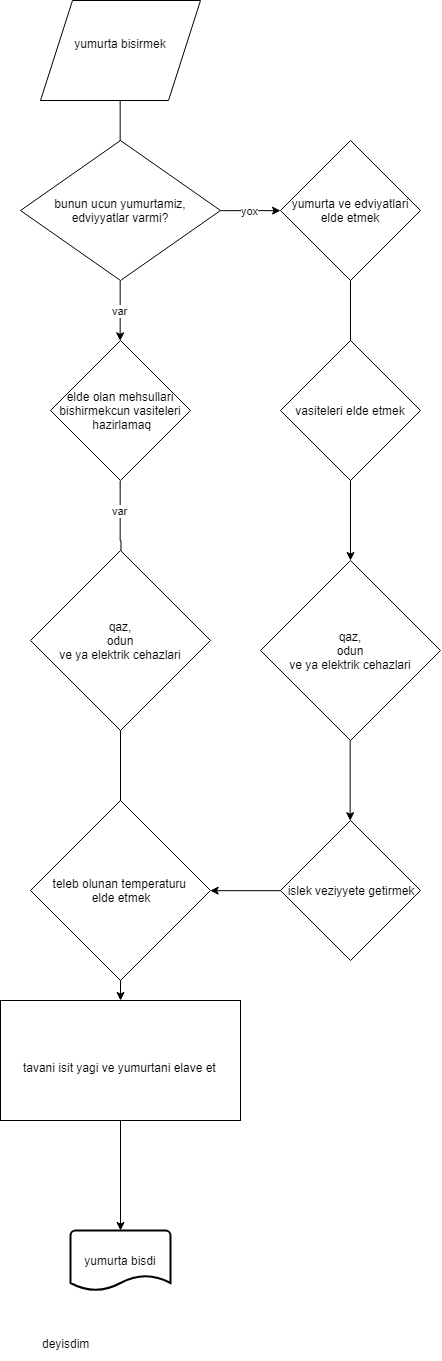 yumurta bisirmek
bunun ucun yumurtamiz,
edviyyatlar varmi?
yox
yumurta ve edviyatlari
elde etmek
var
elde olan mehsullari
bishirmekcun vasiteleri
hazirlamaq
vasiteleri elde etmek
var
qaz,
odun
ve ya elektrik cehazlari
qaz,
odun
ve ya elektrik cehazlari
teleb olunan temperaturu
elde etmek
islek veziyyete getirmek
tavani isit yagi ve yumurtani elave et
yumurta bisdi
deyisdim